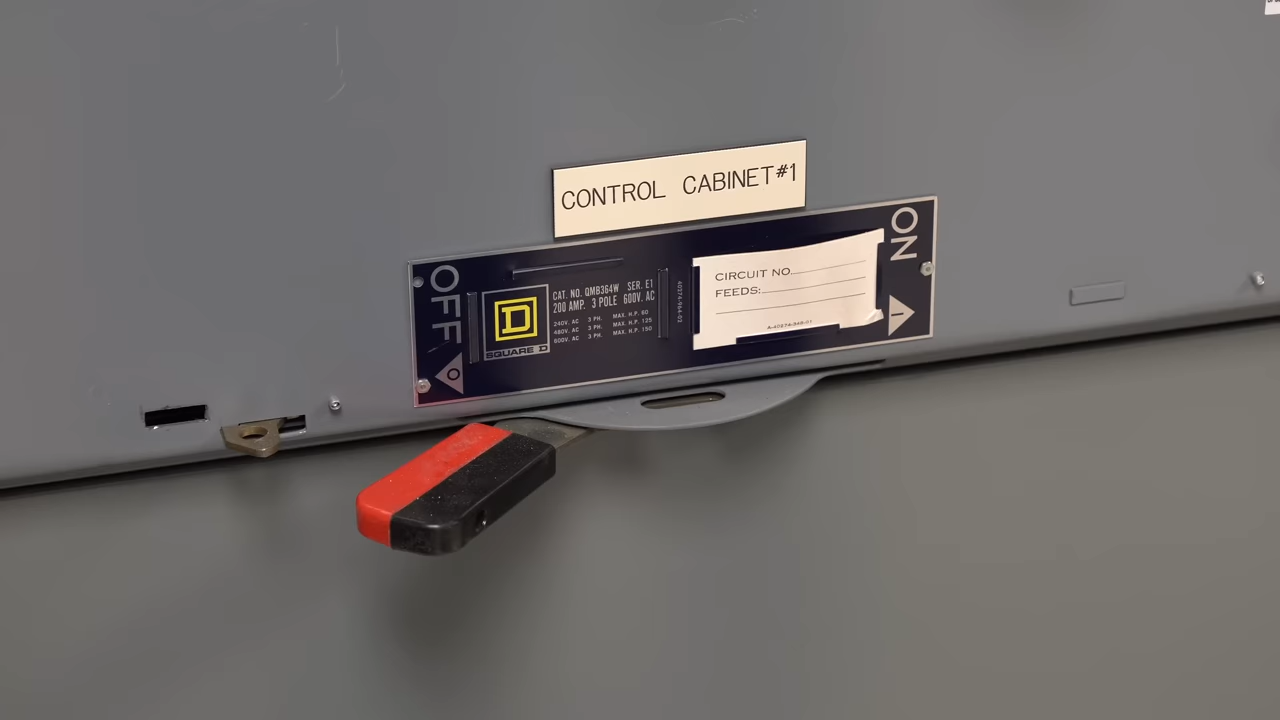 CONTROL CABINET #1
OFF
O
D
SQUARE D
CAT. NO. QMB364W SER. E1
200 AMP. 3 POLE 600V. AC
240V. AC 3 PH. MAX. H.P. 60
480V. AC 3 PH. MAX. H.P. 125
600V. AC 3 PH. MAX. H.P. 150
CIRCUIT NO.
FEEDS:
ON
I